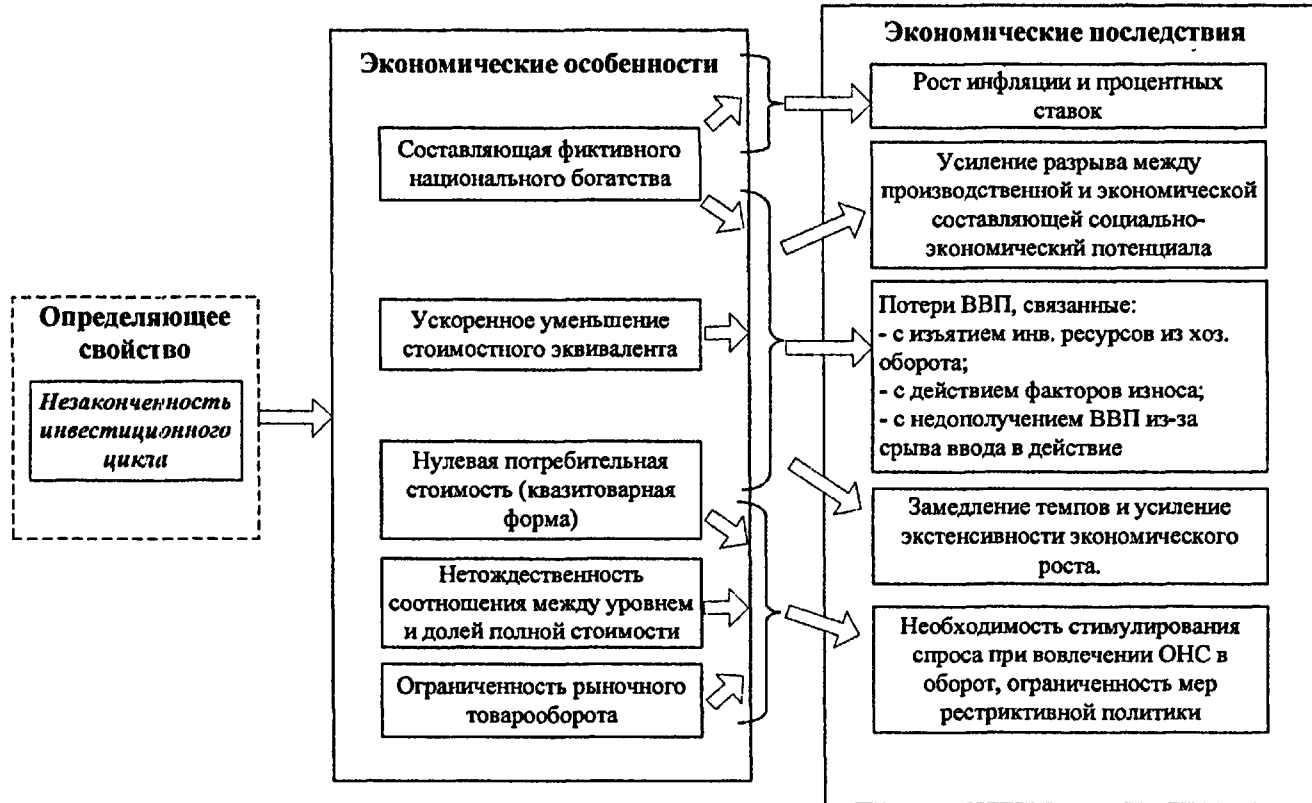 Определяющее
свойство
Незаконченность
инвестиционного
цикла
Экономические особенности
Составляющая фиктивного
национального богатства
Ускоренное уменьшение
стоимостного эквивалента
Нулевая потребительная
стоимость (квазитоварная
форма)
Нетождественность
соотношения между уровнем
и долей полной стоимости
Ограниченность рыночного
товарооборота
Экономические последствия
Рост инфляции и процентных
ставок
Усиление разрыва между
производственной и экономической
составляющей социально-
экономический потенциала
Потери ВВП, связанные:
- с изъятием инв. ресурсов из хоз.
оборота;
- с действием факторов износа;
- с недополучением ВВП из-за
срыва ввода в действие
Замедление темпов и усиление
экстенсивности экономического
роста.
Необходимость стимулирования
спроса при вовлечении ОНС в
оборот, ограниченность мер
рестриктивной политики